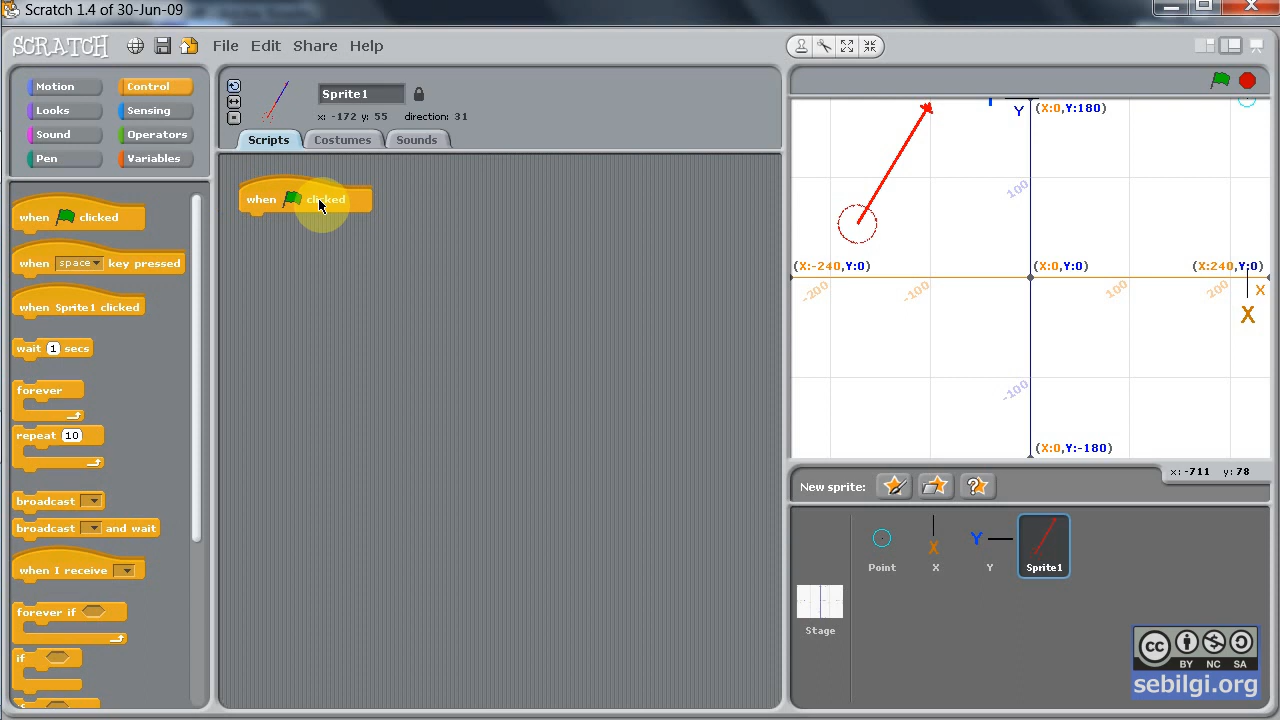 Scratch 1.4 of 30-Jun-09
SCRATCH
File Edit Share Help
Motion Control
Looks Sensing
Sound Operators
Pen Variables
when clicked
when space key pressed
when Sprite1 clicked
wait 1 secs
forever
repeat 10
broadcast
broadcast and wait
when I receive
forever if
if
Sprite1
x: -172 y: 55 direction: 31
Scripts Costumes Sounds
when clicked
Y (X:0,Y:180)
100
(X:-240,Y:0) (X:0,Y:0) (X:240,Y:0)
-200 -100 100 200 X
X
-100
(X:0,Y:-180)
x: -711 y: 78
New sprite: ?
Point X Y Sprite1
X
Y
Stage
cc BY NC SA
sebilgi.org